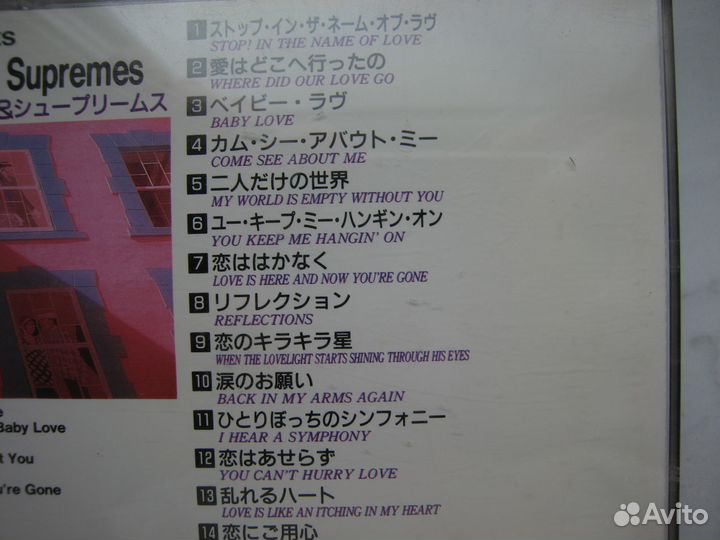 Supremes
&シュープリームス
1 ストップ・イン・ザ・ネーム・オブ・ラヴ
STOP! IN THE NAME OF LOVE
2 愛はどこへ行ったの
WHERE DID OUR LOVE GO
3 ベイビー・ラヴ
BABY LOVE
4 カム・シー・アバウト・ミー
COME SEE ABOUT ME
5 二人だけの世界
MY WORLD IS EMPTY WITHOUT YOU
6 ユー・キープ・ミー・ハンギン・オン
YOU KEEP ME HANGIN' ON
7 恋ははかなく
LOVE IS HERE AND NOW YOU'RE GONE
8 リフレクション
REFLECTIONS
9 恋のキラキラ星
WHEN THE LOVELIGHT STARTS SHINING THROUGH HIS EYES
10 涙のお願い
BACK IN MY ARMS AGAIN
11 ひとりぼっちのシンフォニー
I HEAR A SYMPHONY
12 恋はあせらず
YOU CAN'T HURRY LOVE
13 乱れるハート
LOVE IS LIKE AN ITCHING IN MY HEART
14 恋にご用心
Baby Love
t You
u're Gone
Avito